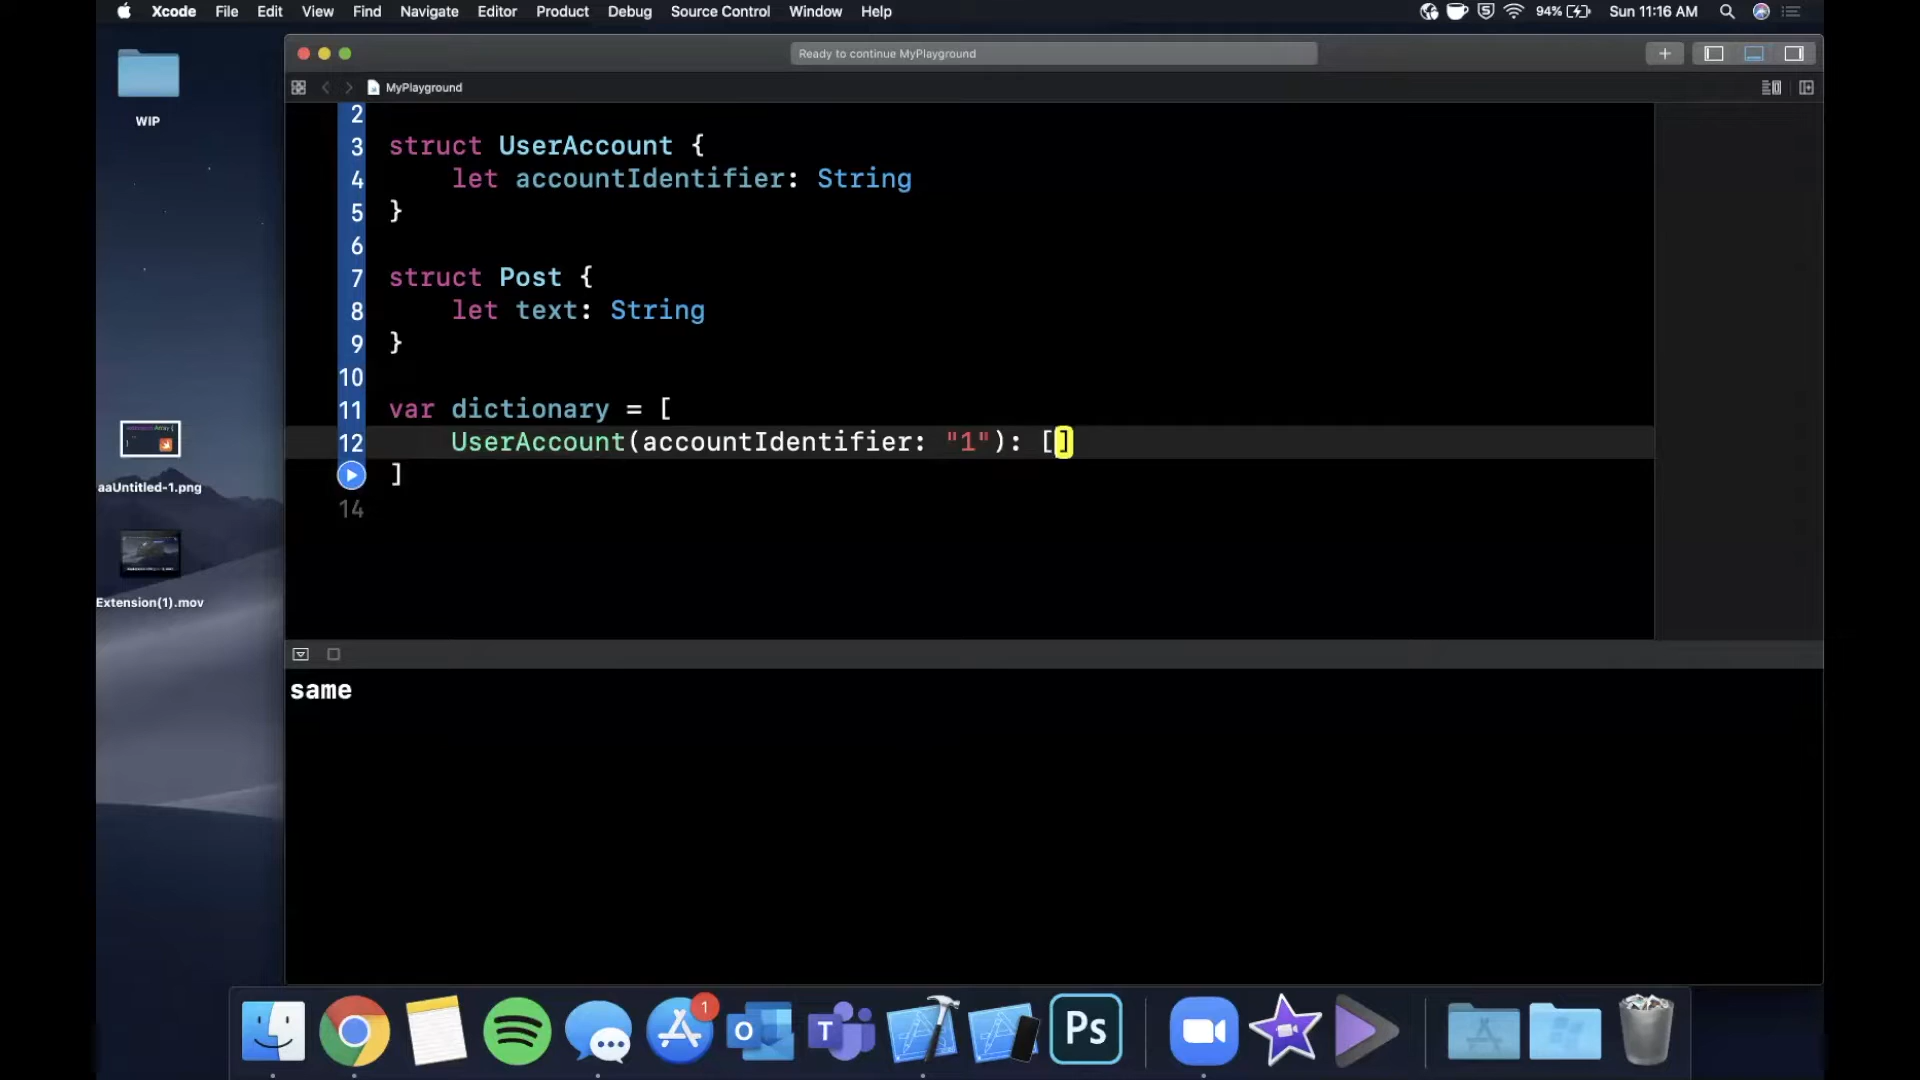 Xcode File Edit View Find Navigate Editor Product Debug Source Control Window Help 94% Sun 11:16 AM
Ready to continue MyPlayground
MyPlayground
WIP
2
3 struct UserAccount {
4 let accountIdentifier: String
5 }
6
7 struct Post {
8 let text: String
9 }
10
11 var dictionary = [
12 UserAccount(accountIdentifier: "1"): []
]
14
aaUntitled-1.png
Extension(1).mov
same
1
Ps